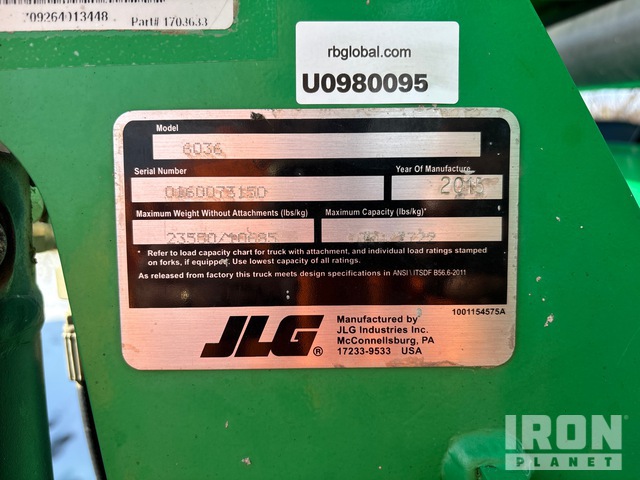 709264013448
Part# 1703633
rbglobal.com
U0980095
Model
6036
Serial Number
0160073150
Year Of Manufacture
2015
Maximum Weight Without Attachments (lbs/kg)
Maximum Capacity (lbs/kg)*
23580/10685
* Refer to load capacity chart for truck with attachment, and individual load ratings stamped
on forks, if equipped. Use lowest capacity of all ratings.
As released from factory this truck meets design specifications in ANSI \ ITSDF B56.6-2011
JLG®
Manufactured by
JLG Industries Inc.
McConnellsburg, PA
17233-9533 USA
1001154575A
IRON
PLANET